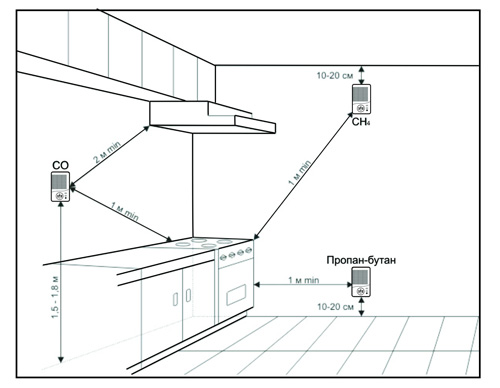 10-20 см
CH₄
2 м min
1 м min
CO
1 м min
1,5 - 1,8 м
Пропан-бутан
1 м min
10-20 см